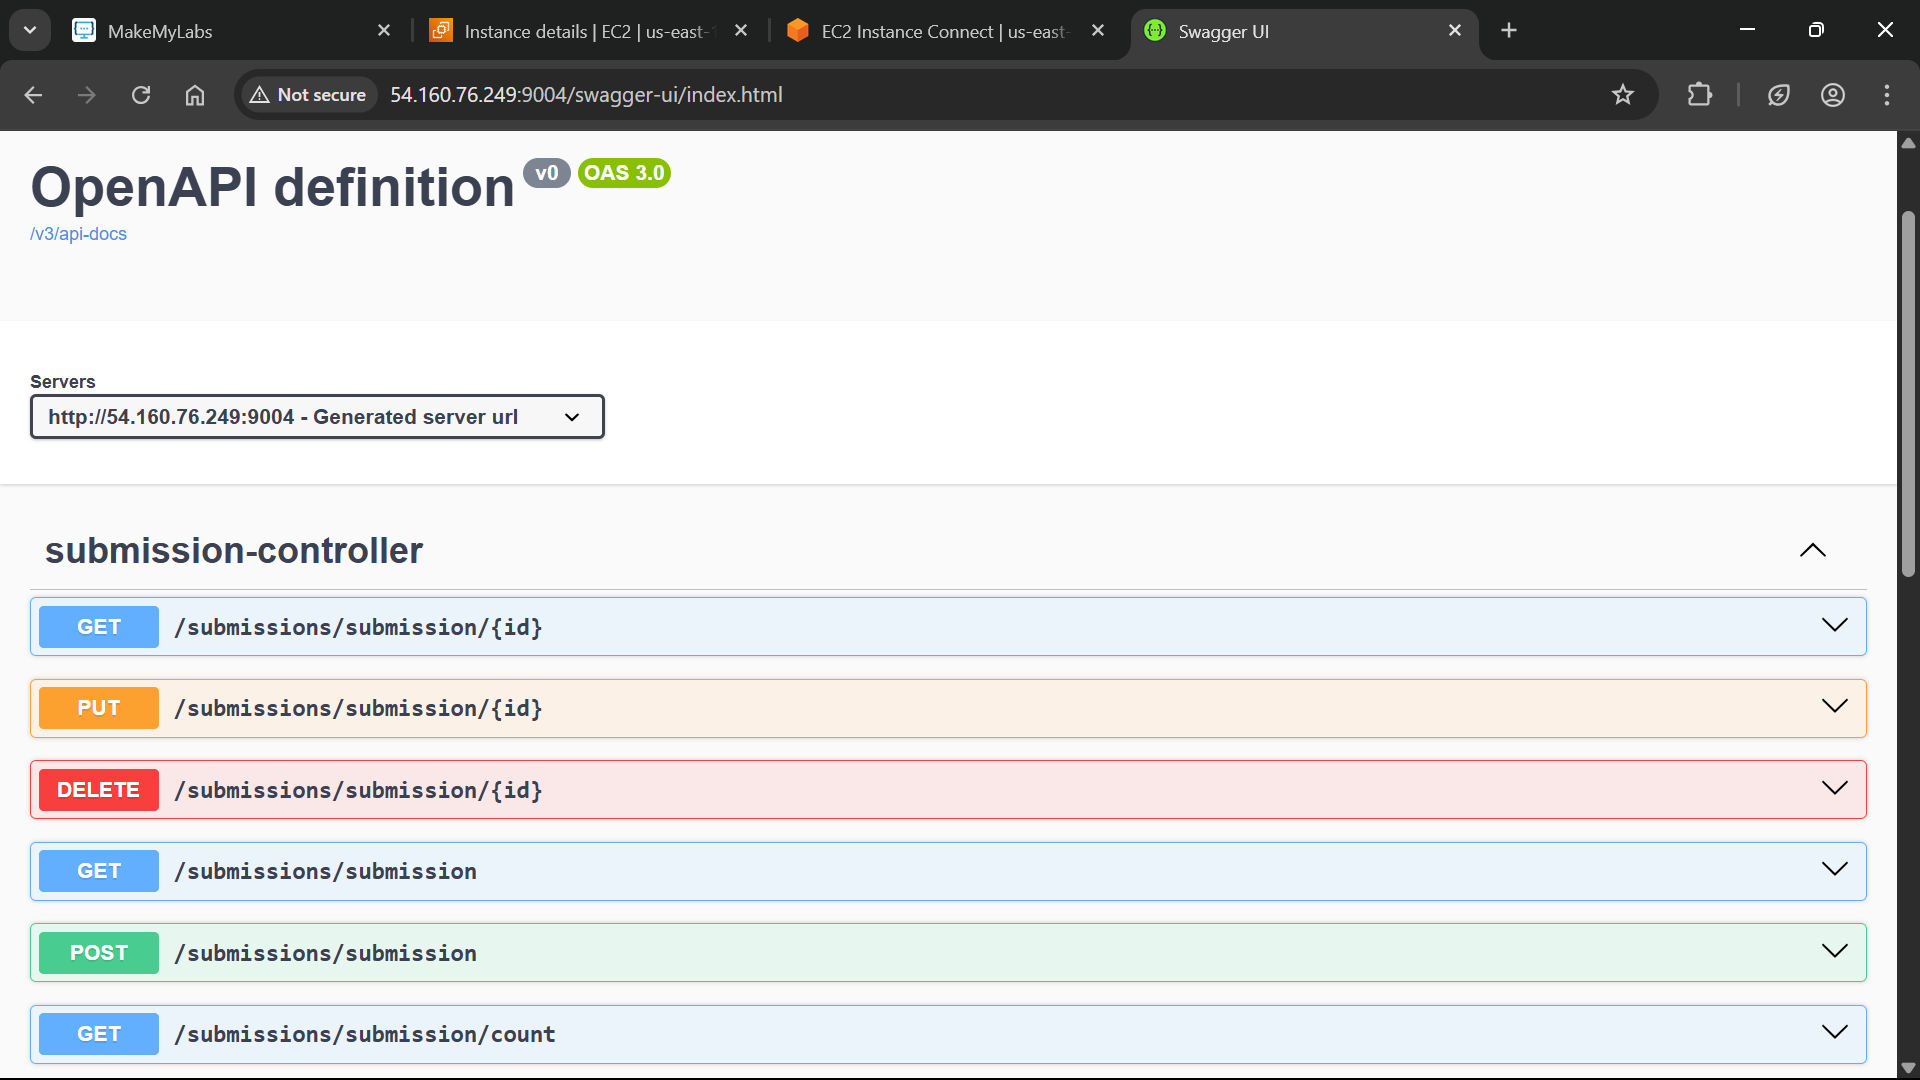 MakeMyLabs
Instance details | EC2 | us-east-1
EC2 Instance Connect | us-east-
Swagger UI
Not secure
54.160.76.249:9004/swagger-ui/index.html
OpenAPI definition v0 OAS 3.0
/v3/api-docs
Servers
http://54.160.76.249:9004 - Generated server url
submission-controller
GET /submissions/submission/{id}
PUT /submissions/submission/{id}
DELETE /submissions/submission/{id}
GET /submissions/submission
POST /submissions/submission
GET /submissions/submission/count